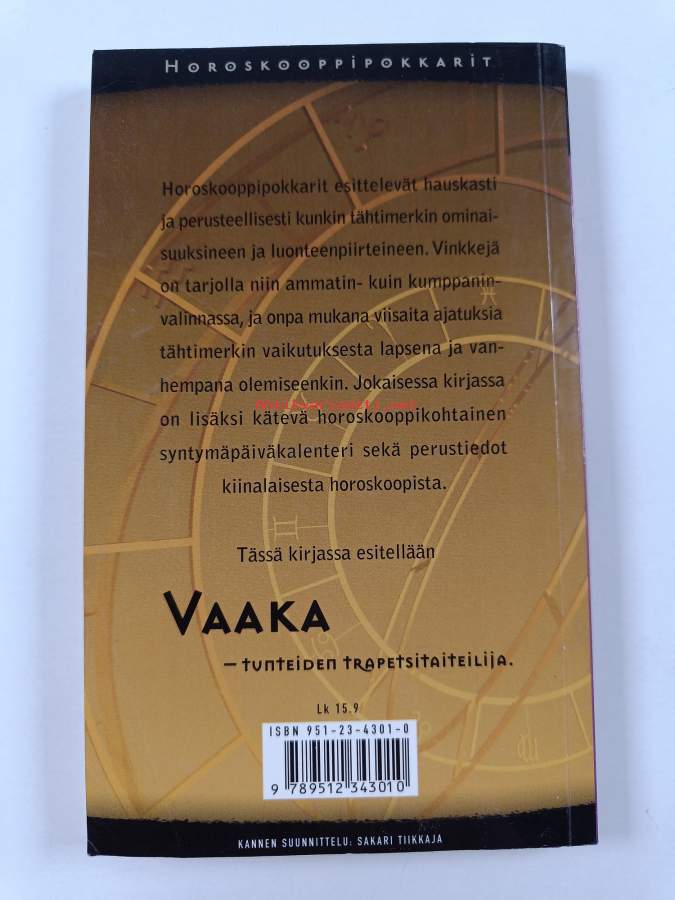 HOROSKOOPPIPOKKARIT
Horoskooppipokkarit esittelevät hauskasti
ja perusteellisesti kunkin tähtimerkin ominai-
suuksineen ja luonteenpiirteineen. Vinkkejä
on tarjolla niin ammatin- kuin kumppanin-
valinnassa, ja onpa mukana viisaita ajatuksia
tähtimerkin vaikutuksesta lapsena ja van-
hempana olemiseenkin. Jokaisessa kirjassa
on lisäksi kätevä horoskooppikohtainen
syntymäpäiväkalenteri sekä perustiedot
kiinalaisesta horoskoopista.
Tässä kirjassa esitellään
VAAKA
– TUNTEIDEN TRAPETSITAITEILIJA.
Lk 15.9
ISBN 951-23-4301-0
9 789512 343010
KANNEN SUUNNITTELU: SAKARI TIIKKAJA